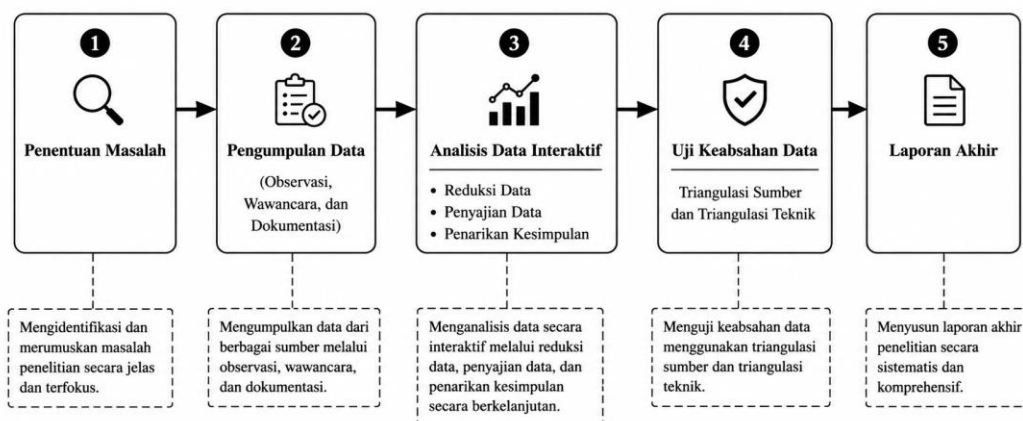 1
Penentuan Masalah
2
Pengumpulan Data
(Observasi,
Wawancara, dan
Dokumentasi)
3
Analisis Data Interaktif
• Reduksi Data
• Penyajian Data
• Penarikan Kesimpulan
4
Uji Keabsahan Data
Triangulasi Sumber
dan Triangulasi Teknik
5
Laporan Akhir
Mengidentifikasi dan
merumuskan masalah
penelitian secara jelas
dan terfokus.
Mengumpulkan data dari
berbagai sumber melalui
observasi, wawancara,
dan dokumentasi.
Menganalisis data secara
interaktif melalui reduksi
data, penyajian data, dan
penarikan kesimpulan
secara berkelanjutan.
Menguji keabsahan data
menggunakan triangulasi
sumber dan triangulasi
teknik.
Menyusun laporan akhir
penelitian secara
sistematis dan
komprehensif.